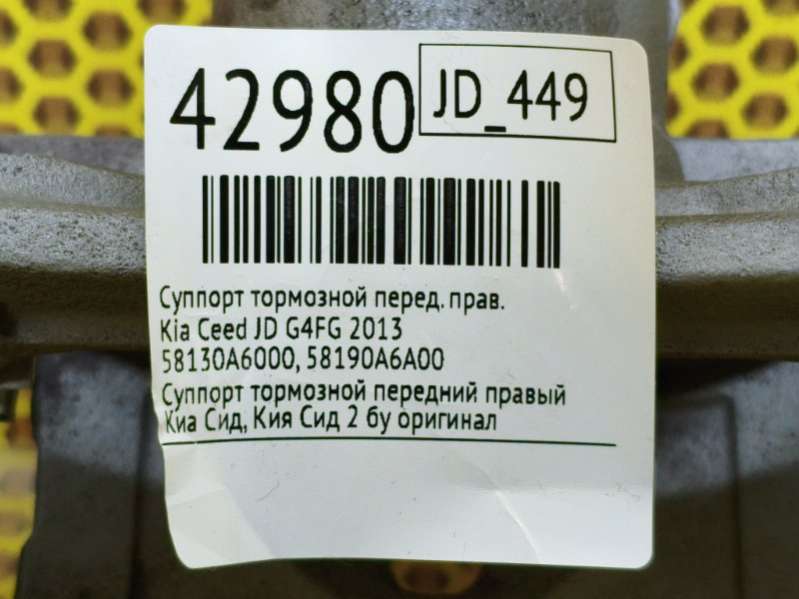 42980
JD_449
Суппорт тормозной перед. прав.
Kia Ceed JD G4FG 2013
58130A6000, 58190A6A00
Суппорт тормозной передний правый
Киа Сид, Кия Сид 2 бу оригинал